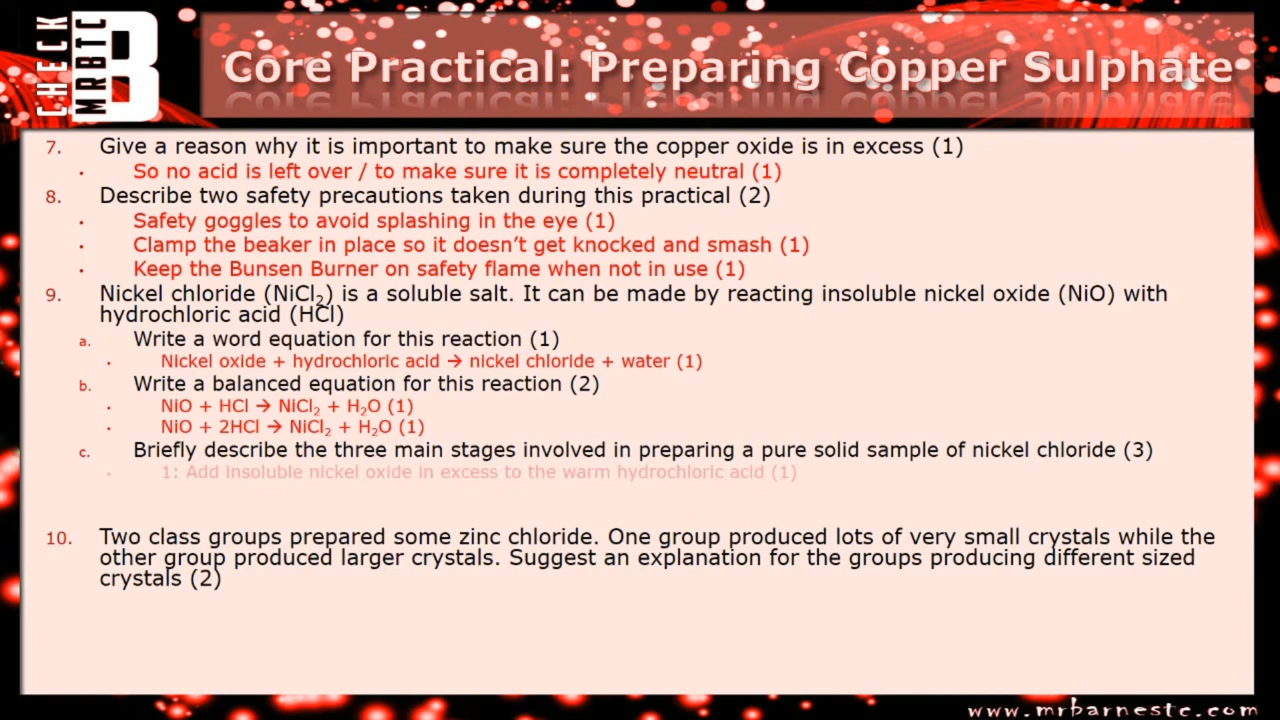 CHECK
MRBTC
B
Core Practical: Preparing Copper Sulphate
7. Give a reason why it is important to make sure the copper oxide is in excess (1)
• So no acid is left over / to make sure it is completely neutral (1)
8. Describe two safety precautions taken during this practical (2)
• Safety goggles to avoid splashing in the eye (1)
• Clamp the beaker in place so it doesn’t get knocked and smash (1)
• Keep the Bunsen Burner on safety flame when not in use (1)
9. Nickel chloride (NiCl₂) is a soluble salt. It can be made by reacting insoluble nickel oxide (NiO) with
hydrochloric acid (HCl)
a. Write a word equation for this reaction (1)
• Nickel oxide + hydrochloric acid → nickel chloride + water (1)
b. Write a balanced equation for this reaction (2)
• NiO + HCl → NiCl₂ + H₂O (1)
• NiO + 2HCl → NiCl₂ + H₂O (1)
c. Briefly describe the three main stages involved in preparing a pure solid sample of nickel chloride (3)
• 1: Add insoluble nickel oxide in excess to the warm hydrochloric acid (1)
10. Two class groups prepared some zinc chloride. One group produced lots of very small crystals while the
other group produced larger crystals. Suggest an explanation for the groups producing different sized
crystals (2)
www.mrbarnestc.com